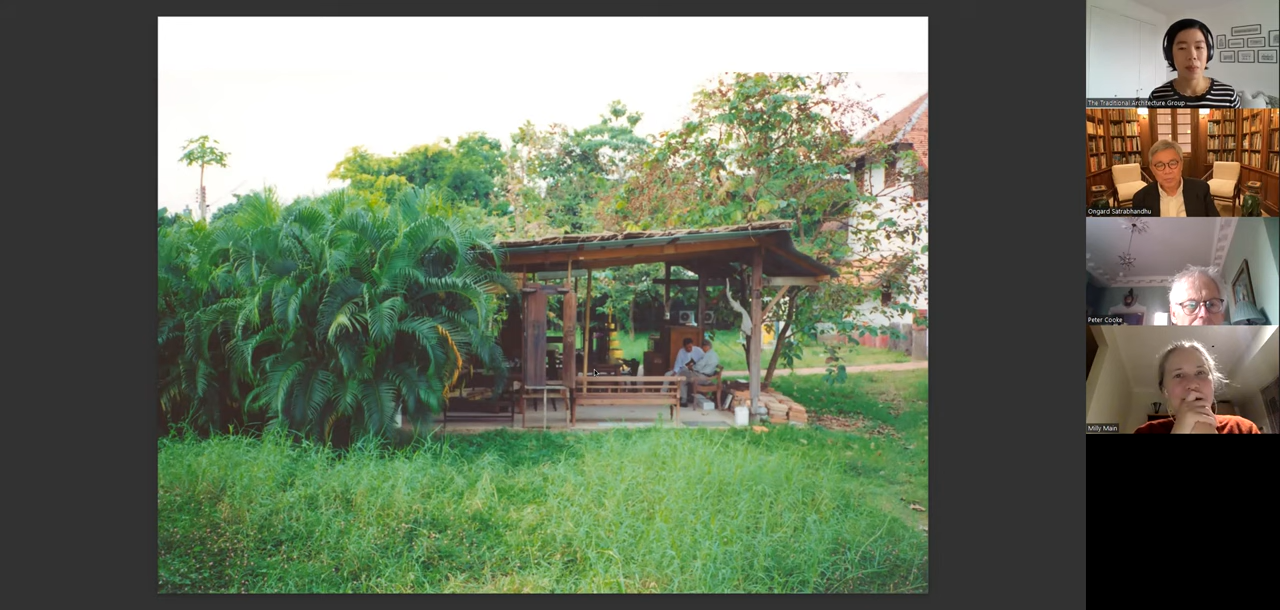 The Traditional Architecture Group
Ongard Satrabhandhu
Peter Cooke
Milly Main